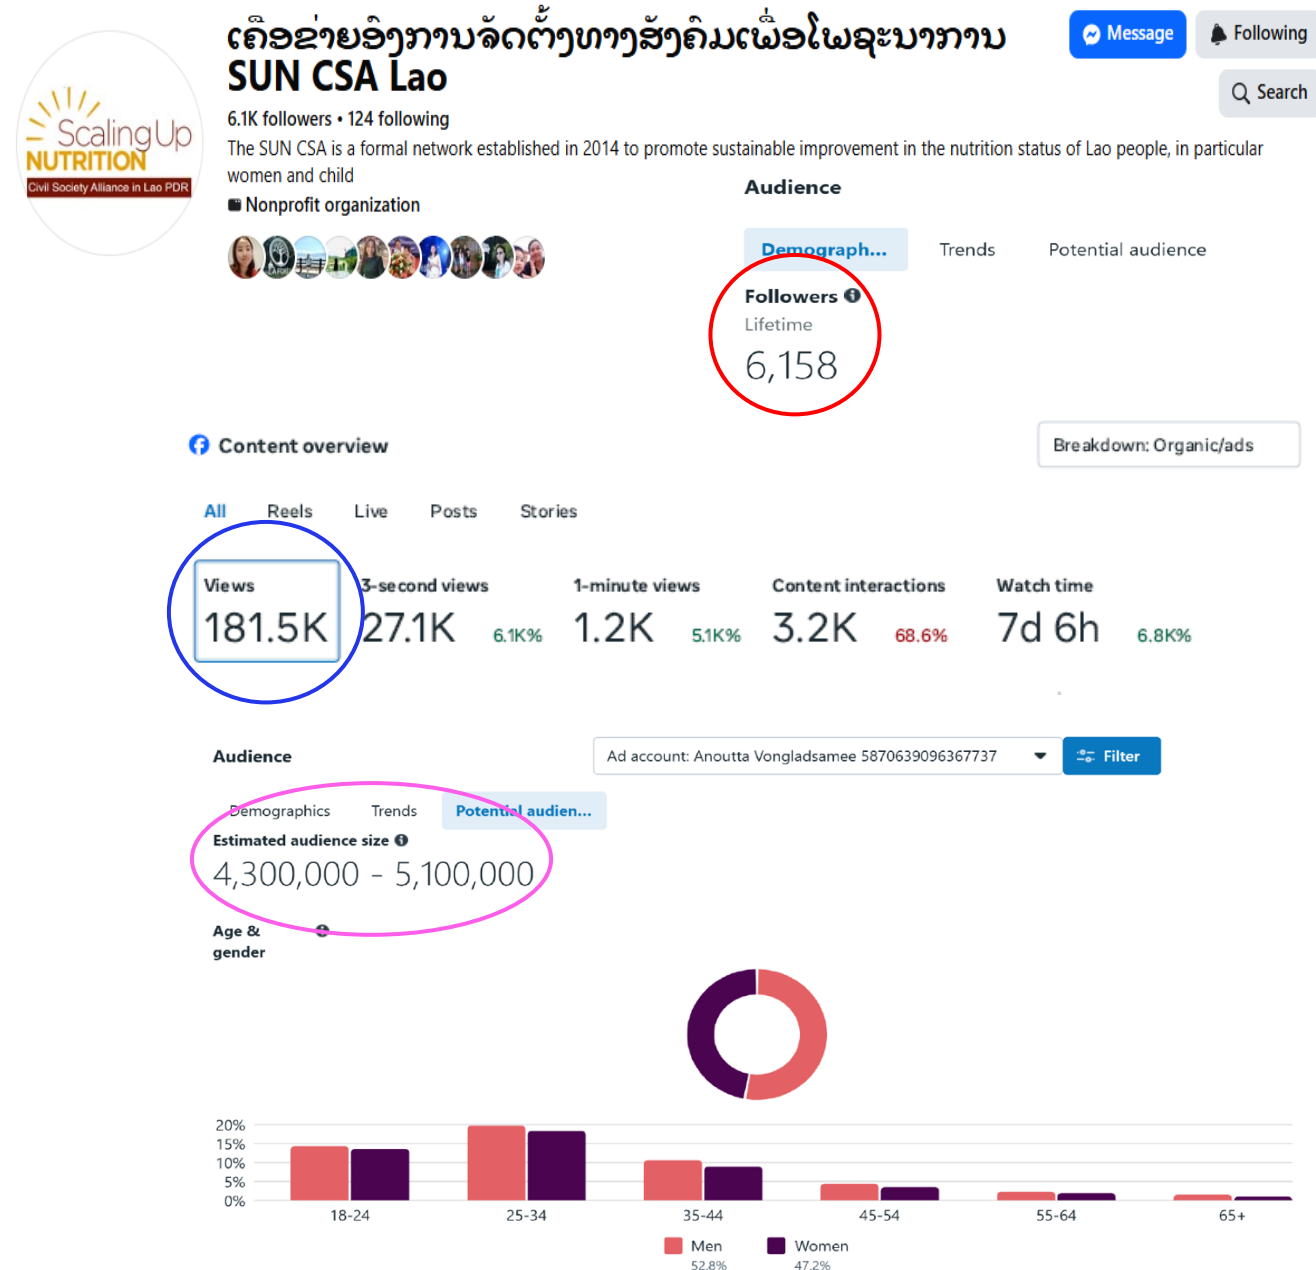 ເຄືອຂ່າຍອົງການຈັດຕັ້ງທາງສັງຄົມເພື່ອໂພຊະນາການ
SUN CSA Lao
6.1K followers • 124 following
The SUN CSA is a formal network established in 2014 to promote sustainable improvement in the nutrition status of Lao people, in particular
women and child
Nonprofit organization
Message
Following
Search
Scaling Up
NUTRITION
Civil Society Alliance in Lao PDR
Audience
Demograph... Trends Potential audience
Followers
Lifetime
6,158
Content overview
Breakdown: Organic/ads
All Reels Live Posts Stories
Views 3-second views 1-minute views Content interactions Watch time
181.5K 27.1K 6.1K% 1.2K 5.1K% 3.2K 68.6% 7d 6h 6.8K%
Audience
Ad account: Anoutta Vongladsamee 5870639096367737
Filter
Demographics Trends Potential audien...
Estimated audience size
4,300,000 - 5,100,000
Age &
gender
20%
15%
10%
5%
0%
18-24 25-34 35-44 45-54 55-64 65+
Men Women
52.8% 47.2%